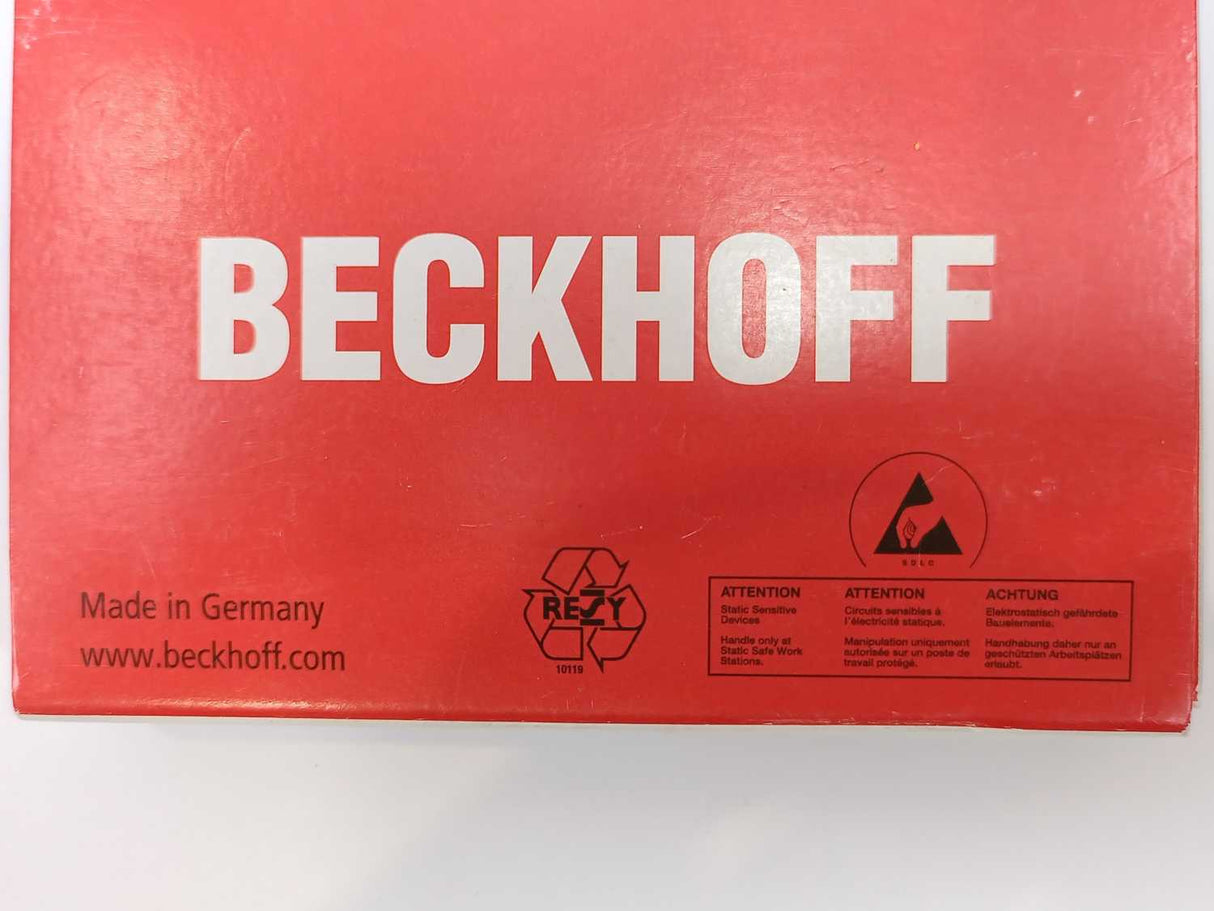 BECKHOFF
Made in Germany
www.beckhoff.com
RESY
10119
SDLC
ATTENTION
Static Sensitive
Devices
Handle only at
Static Safe Work
Stations.
ATTENTION
Circuits sensibles à
l'électricité statique.
Manipulation uniquement
autorisée sur un poste de
travail protégé.
ACHTUNG
Elektrostatisch gefährdete
Bauelemente.
Handhabung daher nur an
geschützten Arbeitsplätzen
erlaubt.